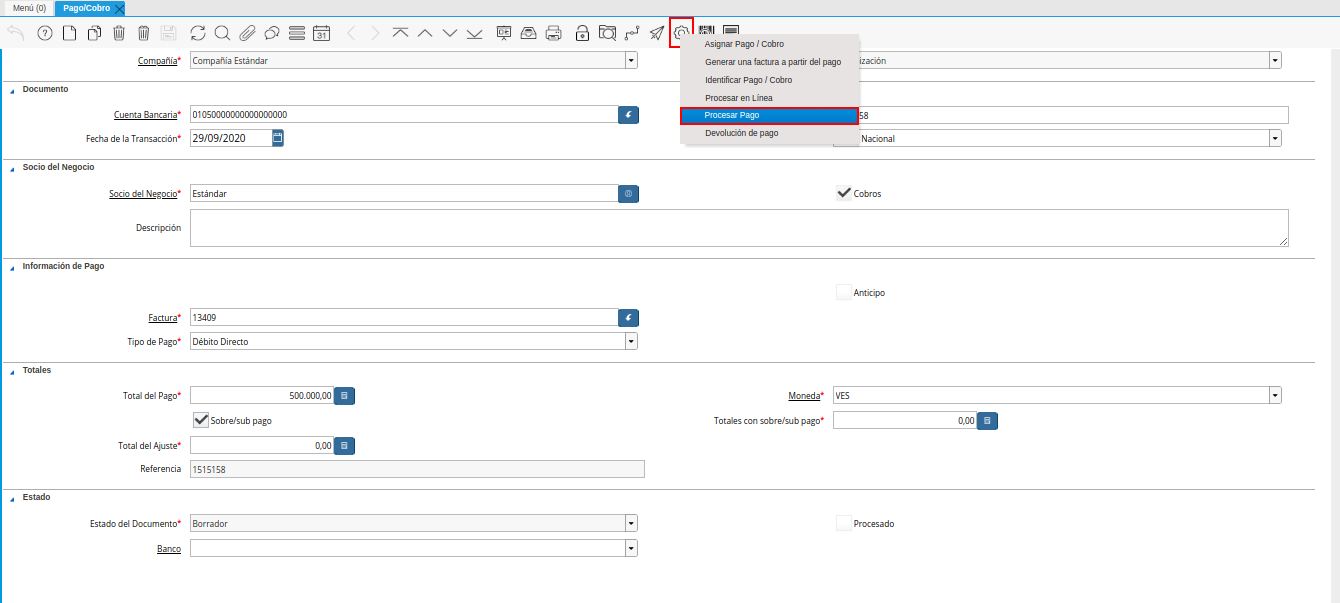 Menú (0) Pago/Cobro
31
Asignar Pago / Cobro
Generar una factura a partir del pago
Identificar Pago / Cobro
Procesar en Línea
Procesar Pago
Devolución de pago
Compañía* Compañía Estándar ización
Documento
Cuenta Bancaria* 01050000000000000000 58
Fecha de la Transacción* 29/09/2020 Nacional
Socio del Negocio
Socio del Negocio* Estándar Cobros
Descripción
Información de Pago
Anticipo
Factura* 13409
Tipo de Pago* Débito Directo
Totales
Total del Pago* 500.000,00 Moneda* VES
Sobre/sub pago Totales con sobre/sub pago* 0,00
Total del Ajuste* 0,00
Referencia 1515158
Estado
Estado del Documento* Borrador Procesado
Banco